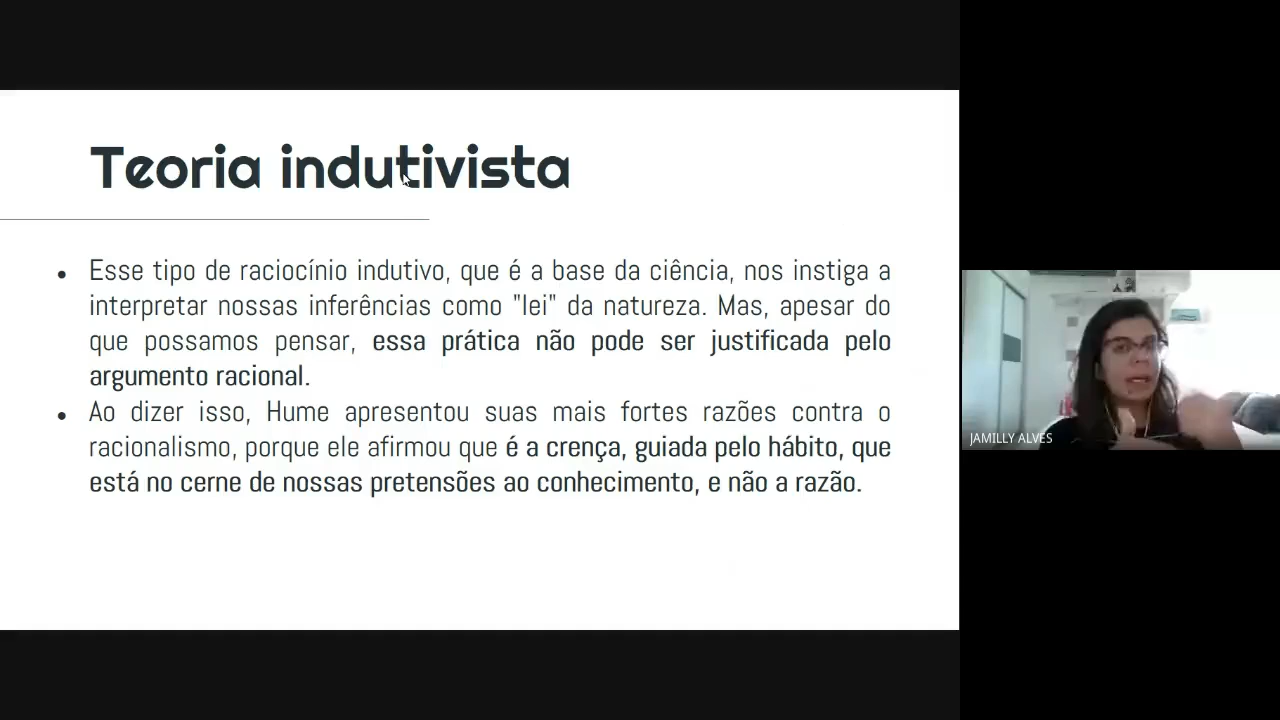 Teoria indutivista
● Esse tipo de raciocínio indutivo, que é a base da ciência, nos instiga a
interpretar nossas inferências como "lei" da natureza. Mas, apesar do
que possamos pensar, essa prática não pode ser justificada pelo
argumento racional.
● Ao dizer isso, Hume apresentou suas mais fortes razões contra o
racionalismo, porque ele afirmou que é a crença, guiada pelo hábito, que
está no cerne de nossas pretensões ao conhecimento, e não a razão.
JAMILLY ALVES